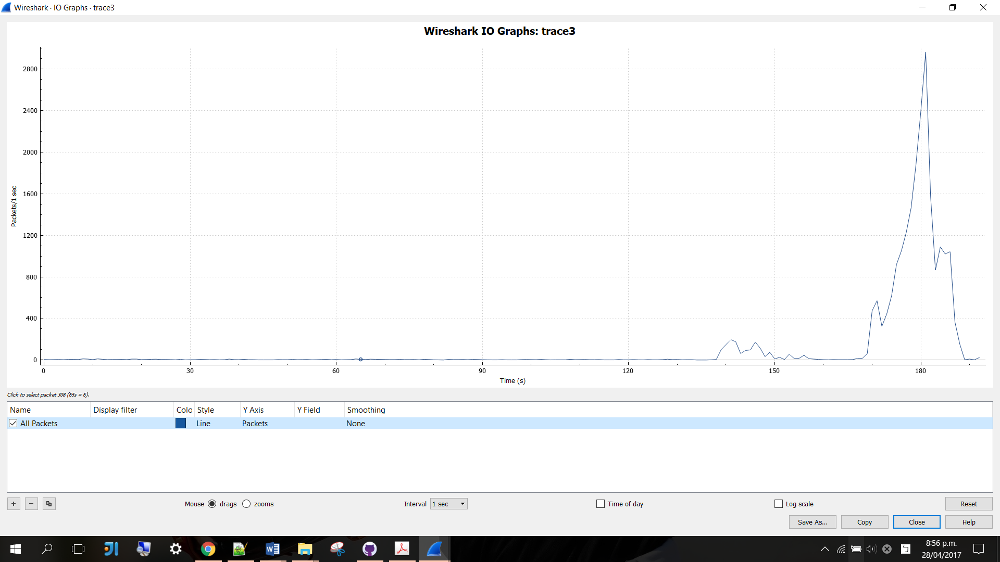 Wireshark · IO Graphs · trace3
Wireshark IO Graphs: trace3
2800
2400
2000
1600
1200
800
400
0
Packets/1 sec
0 30 60 90 120 150 180
Time (s)
Click to select packet 308 (65s = 6).
Name Display filter Colo Style Y Axis Y Field Smoothing
All Packets Line Packets None
+ −
Mouse drags zooms Interval 1 sec Time of day Log scale Reset
Save As... Copy Close Help
8:56 p.m.
28/04/2017